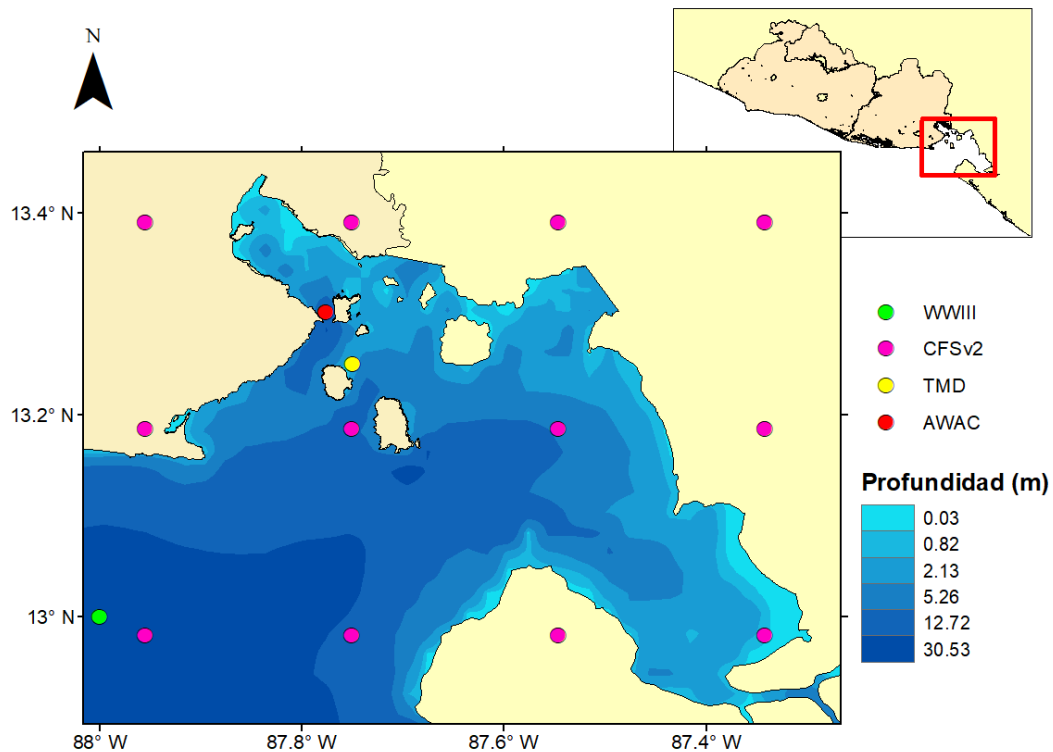 N
13.4° N
13.2° N
13° N
88° W
87.8° W
87.6° W
87.4° W
WWIII
CFSv2
TMD
AWAC
Profundidad (m)
0.03
0.82
2.13
5.26
12.72
30.53